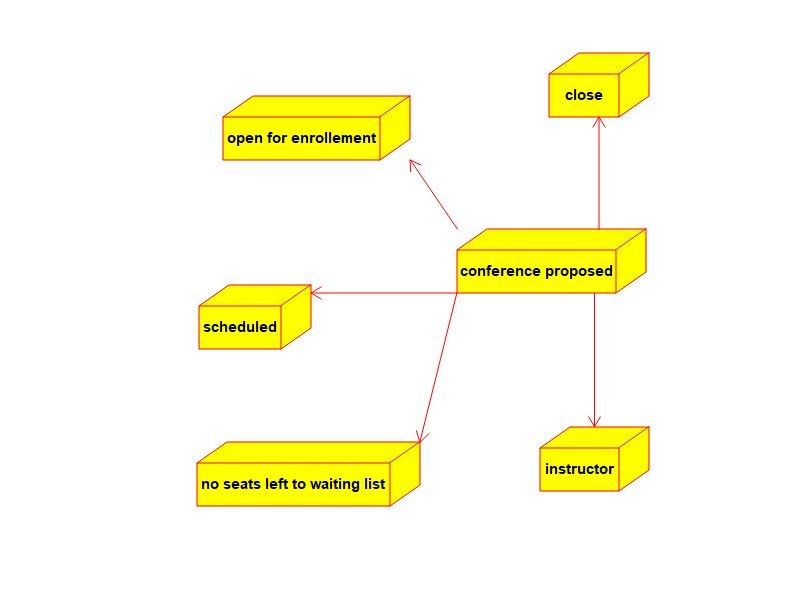 close
open for enrollement
conference proposed
scheduled
instructor
no seats left to waiting list